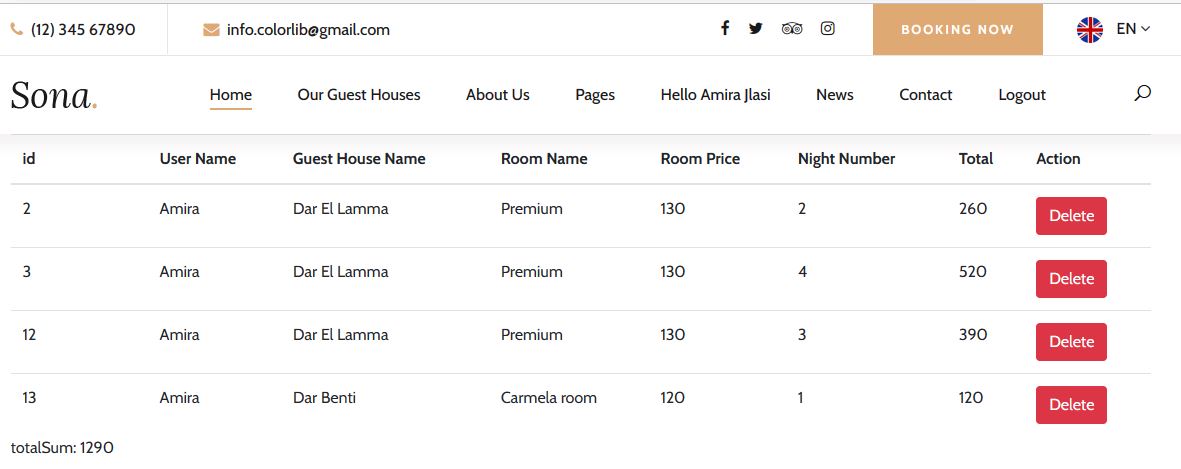 (12) 345 67890 info.colorlib@gmail.com BOOKING NOW EN
Sona. Home Our Guest Houses About Us Pages Hello Amira Jlasi News Contact Logout
id User Name Guest House Name Room Name Room Price Night Number Total Action
2 Amira Dar El Lamma Premium 130 2 260 Delete
3 Amira Dar El Lamma Premium 130 4 520 Delete
12 Amira Dar El Lamma Premium 130 3 390 Delete
13 Amira Dar Benti Carmela room 120 1 120 Delete
totalSum: 1290